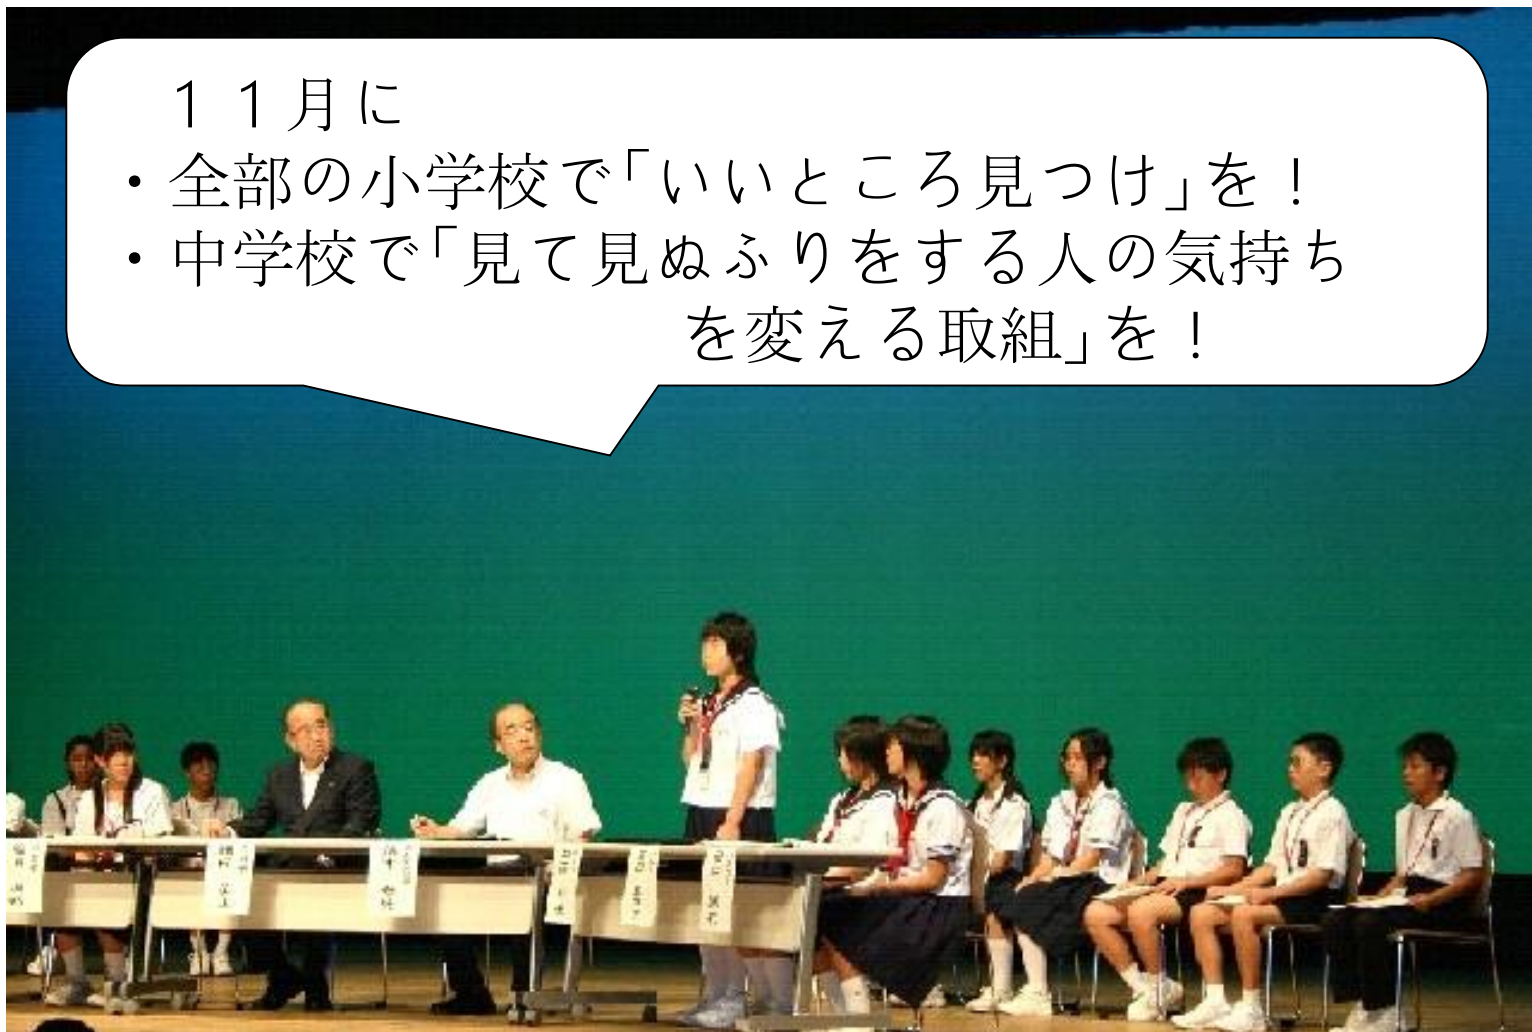 １１月に
・全部の小学校で「いいところ見つけ」を！
・中学校で「見て見ぬふりをする人の気持ち
を変える取組」を！